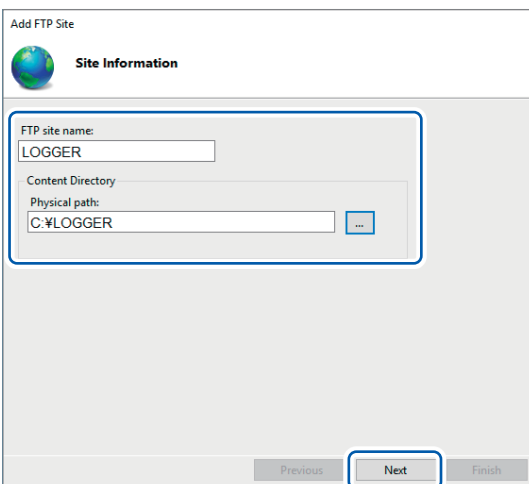 Add FTP Site
Site Information
FTP site name:
LOGGER
Content Directory
Physical path:
C:¥LOGGER
...
Previous Next Finish